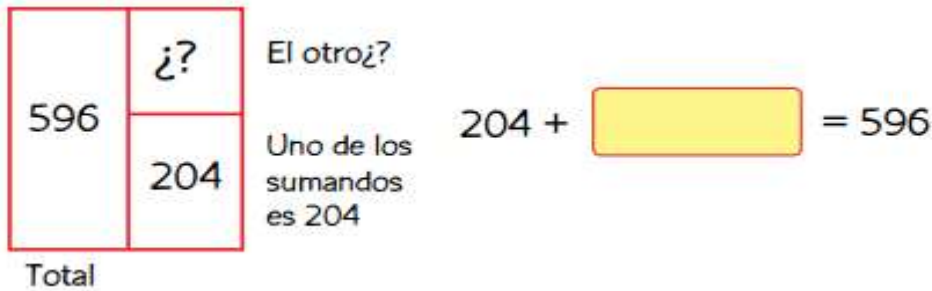 596
¿?
204
El otro¿?
Uno de los
sumandos
es 204
Total
204 + = 596